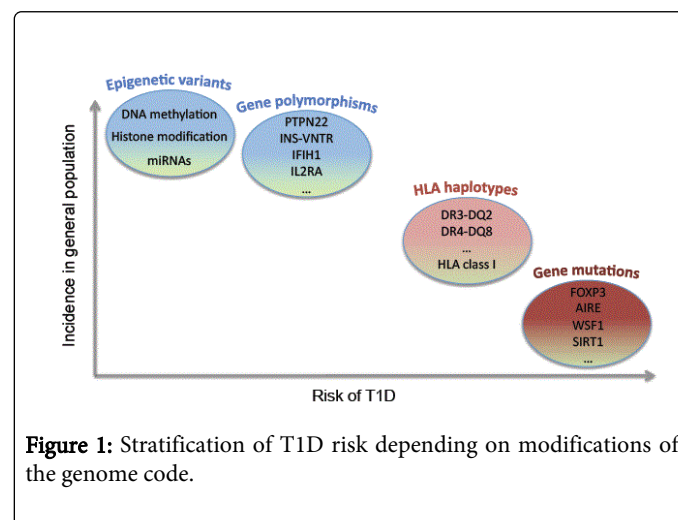 Epigenetic variants
DNA methylation
Histone modification
miRNAs
Gene polymorphisms
PTPN22
INS-VNTR
IFIH1
IL2RA
...
HLA haplotypes
DR3-DQ2
DR4-DQ8
...
HLA class I
Gene mutations
FOXP3
AIRE
WSF1
SIRT1
...
Incidence in general population
Risk of T1D
Figure 1: Stratification of T1D risk depending on modifications of
the genome code.